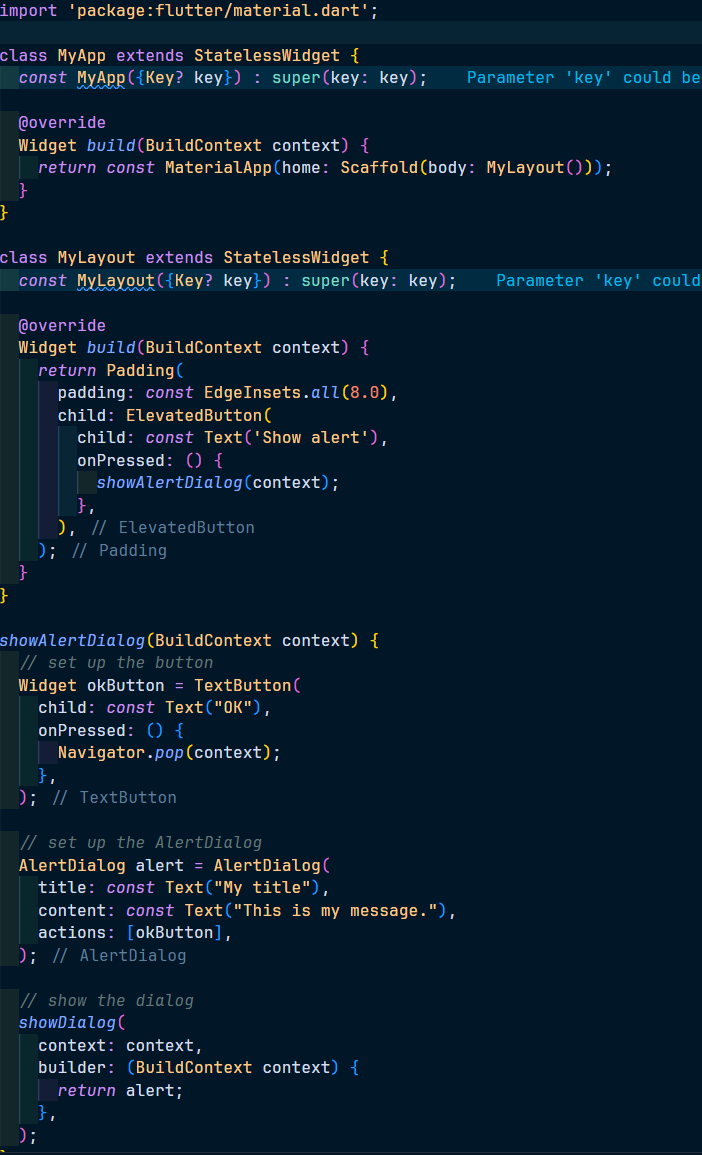 import 'package:flutter/material.dart';
class MyApp extends StatelessWidget {
const MyApp({Key? key}) : super(key: key); Parameter 'key' could be
@override
Widget build(BuildContext context) {
return const MaterialApp(home: Scaffold(body: MyLayout()));
}
}
class MyLayout extends StatelessWidget {
const MyLayout({Key? key}) : super(key: key); Parameter 'key' could
@override
Widget build(BuildContext context) {
return Padding(
padding: const EdgeInsets.all(8.0),
child: ElevatedButton(
child: const Text('Show alert'),
onPressed: () {
showAlertDialog(context);
},
), // ElevatedButton
); // Padding
}
}
showAlertDialog(BuildContext context) {
// set up the button
Widget okButton = TextButton(
child: const Text("OK"),
onPressed: () {
Navigator.pop(context);
},
); // TextButton
// set up the AlertDialog
AlertDialog alert = AlertDialog(
title: const Text("My title"),
content: const Text("This is my message."),
actions: [okButton],
); // AlertDialog
// show the dialog
showDialog(
context: context,
builder: (BuildContext context) {
return alert;
},
);